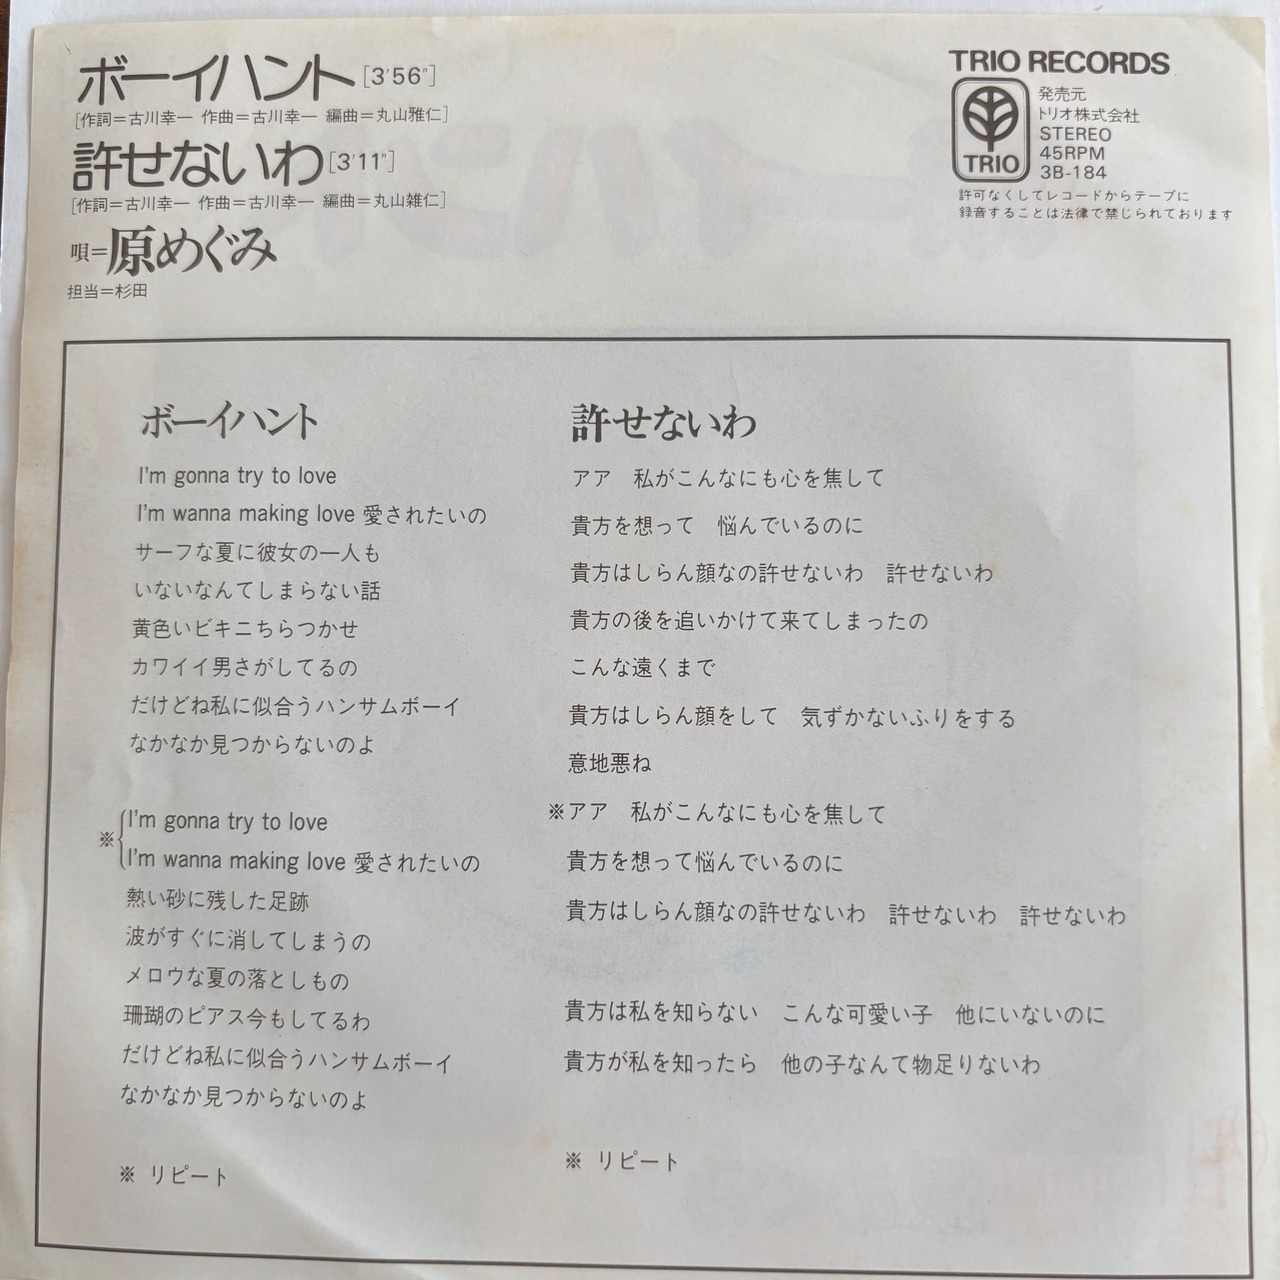 ボーイハント[3′56″]
[作詞＝古川幸一 作曲＝古川幸一 編曲＝丸山雅仁]
許せないわ[3′11″]
[作詞＝古川幸一 作曲＝古川幸一 編曲＝丸山雑仁]
唄＝原めぐみ
担当＝杉田
TRIO RECORDS
TRIO
発売元
トリオ株式会社
STEREO
45RPM
3B-184
許可なくしてレコードからテープに
録音することは法律で禁じられております
ボーイハント
I'm gonna try to love
I'm wanna making love 愛されたいの
サーフな夏に彼女の一人も
いないなんてしまらない話
黄色いビキニちらつかせ
カワイイ男さがしてるの
だけどね私に似合うハンサムボーイ
なかなか見つからないのよ
※{I'm gonna try to love
I'm wanna making love 愛されたいの
熱い砂に残した足跡
波がすぐに消してしまうの
メロウな夏の落としもの
珊瑚のピアス今もしてるわ
だけどね私に似合うハンサムボーイ
なかなか見つからないのよ
※ リピート
許せないわ
アア　私がこんなにも心を焦して
貴方を想って　悩んでいるのに
貴方はしらん顔なの許せないわ　許せないわ
貴方の後を追いかけて来てしまったの
こんな遠くまで
貴方はしらん顔をして　気ずかないふりをする
意地悪ね
※アア　私がこんなにも心を焦して
貴方を想って悩んでいるのに
貴方はしらん顔なの許せないわ　許せないわ　許せないわ
貴方は私を知らない　こんな可愛い子　他にいないのに
貴方が私を知ったら　他の子なんて物足りないわ
※ リピート